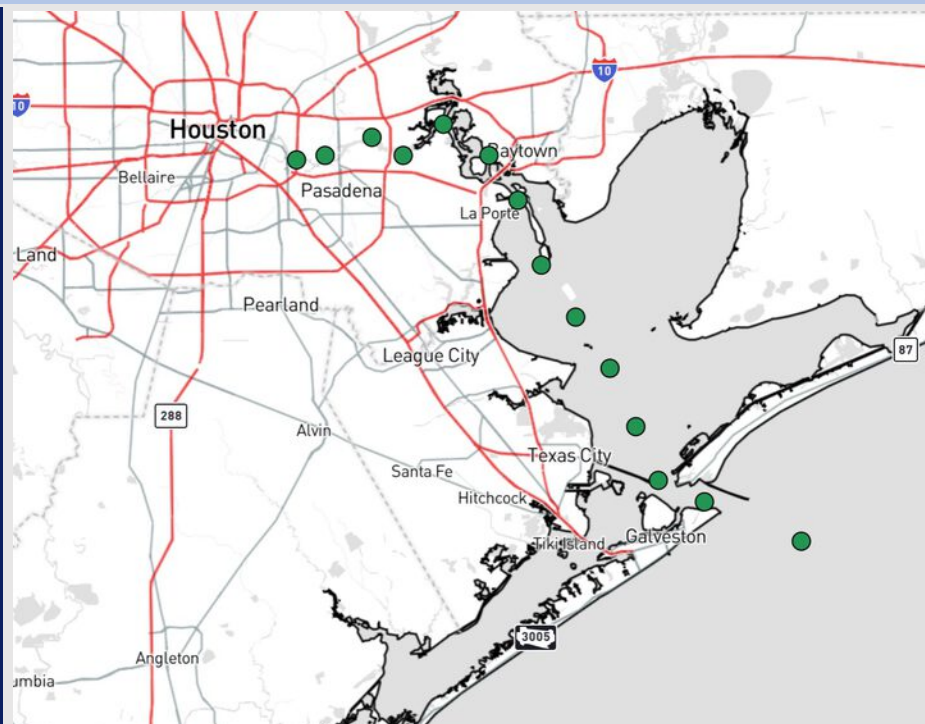 10
10
Houston
Baytown
Bellaire
Pasadena
La Porte
Land
Pearland
87
League City
288
Alvin
Texas City
Santa Fe
Hitchcock
Galveston
Tiki Island
3005
Angleton
umbia